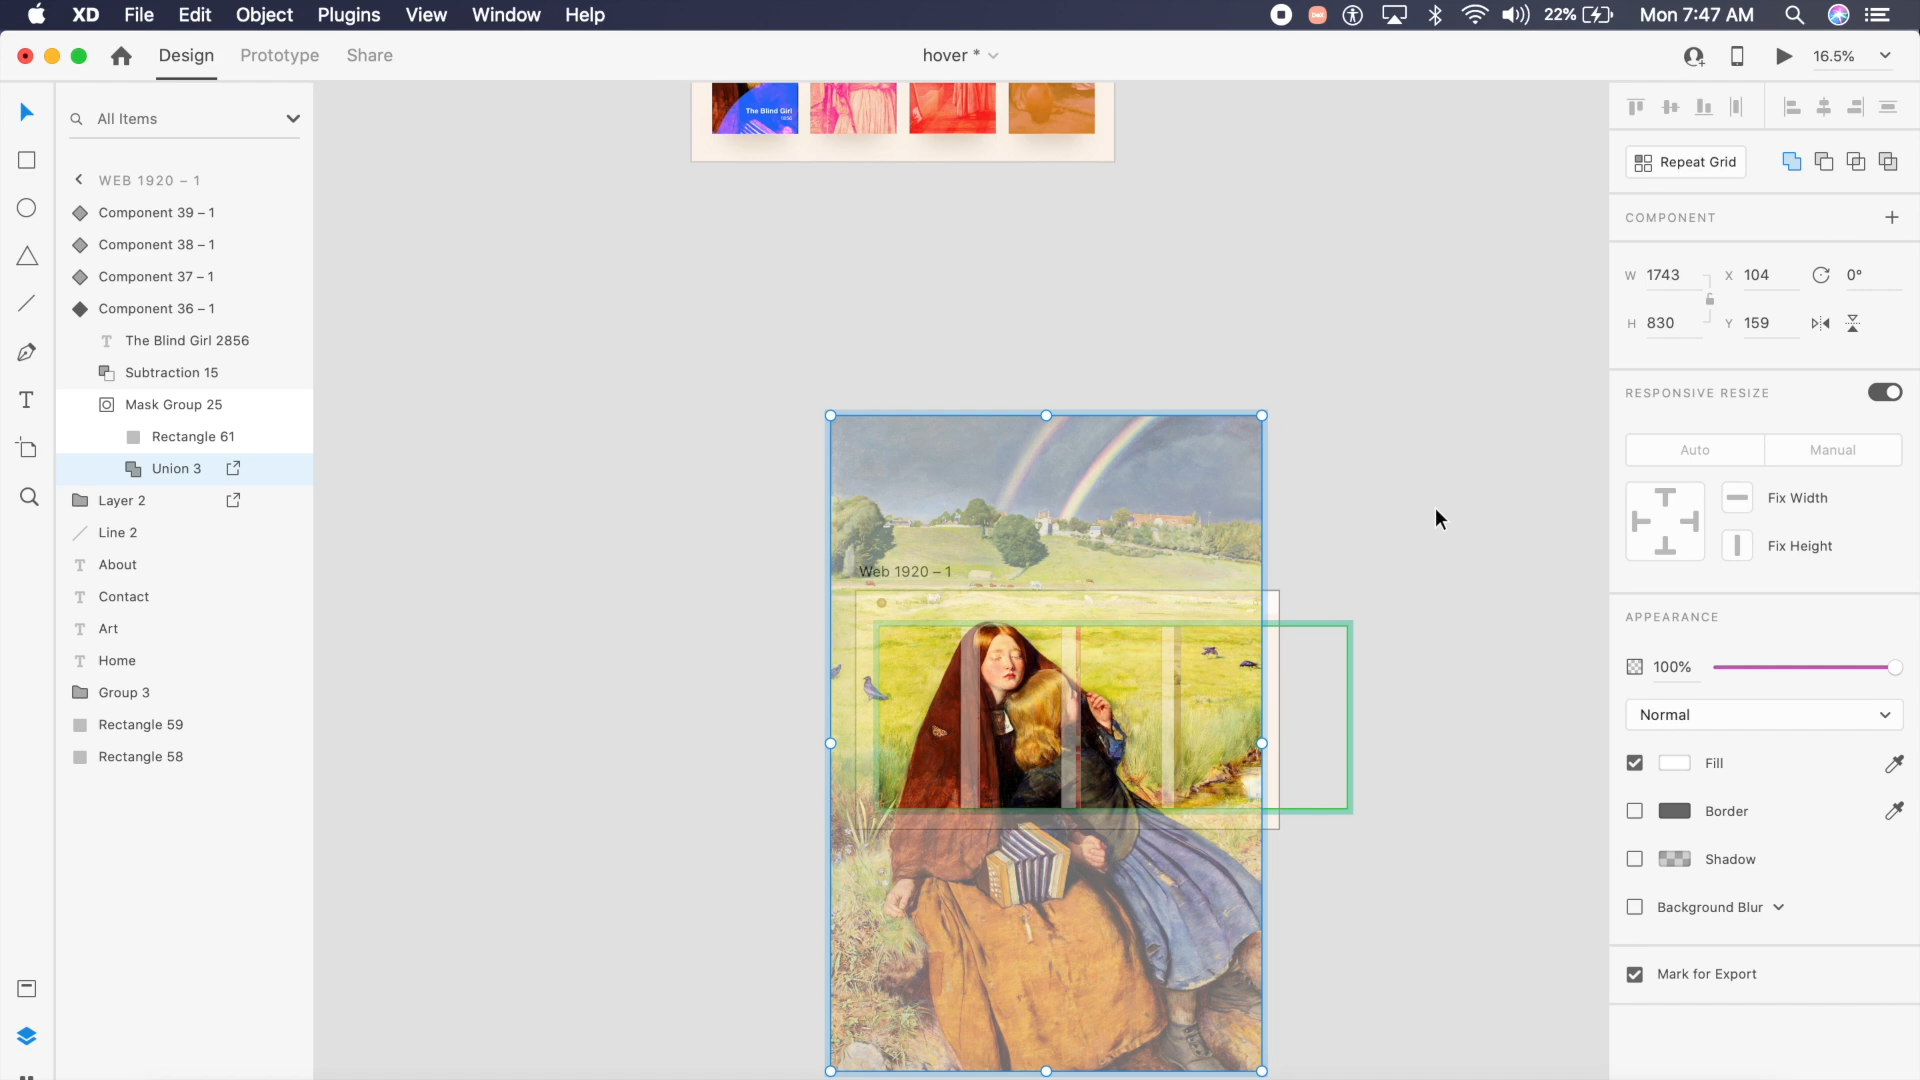 XD File Edit Object Plugins View Window Help 22% Mon 7:47 AM
Design Prototype Share hover * 16.5%
All Items
WEB 1920 – 1
Component 39 – 1
Component 38 – 1
Component 37 – 1
Component 36 – 1
The Blind Girl 2856
Subtraction 15
Mask Group 25
Rectangle 61
Union 3
Layer 2
Line 2
About
Contact
Art
Home
Group 3
Rectangle 59
Rectangle 58
The Blind Girl
1856
Web 1920 – 1
Repeat Grid
COMPONENT
W 1743 X 104 0°
H 830 Y 159
RESPONSIVE RESIZE
Auto Manual
Fix Width
Fix Height
APPEARANCE
100%
Normal
Fill
Border
Shadow
Background Blur
Mark for Export